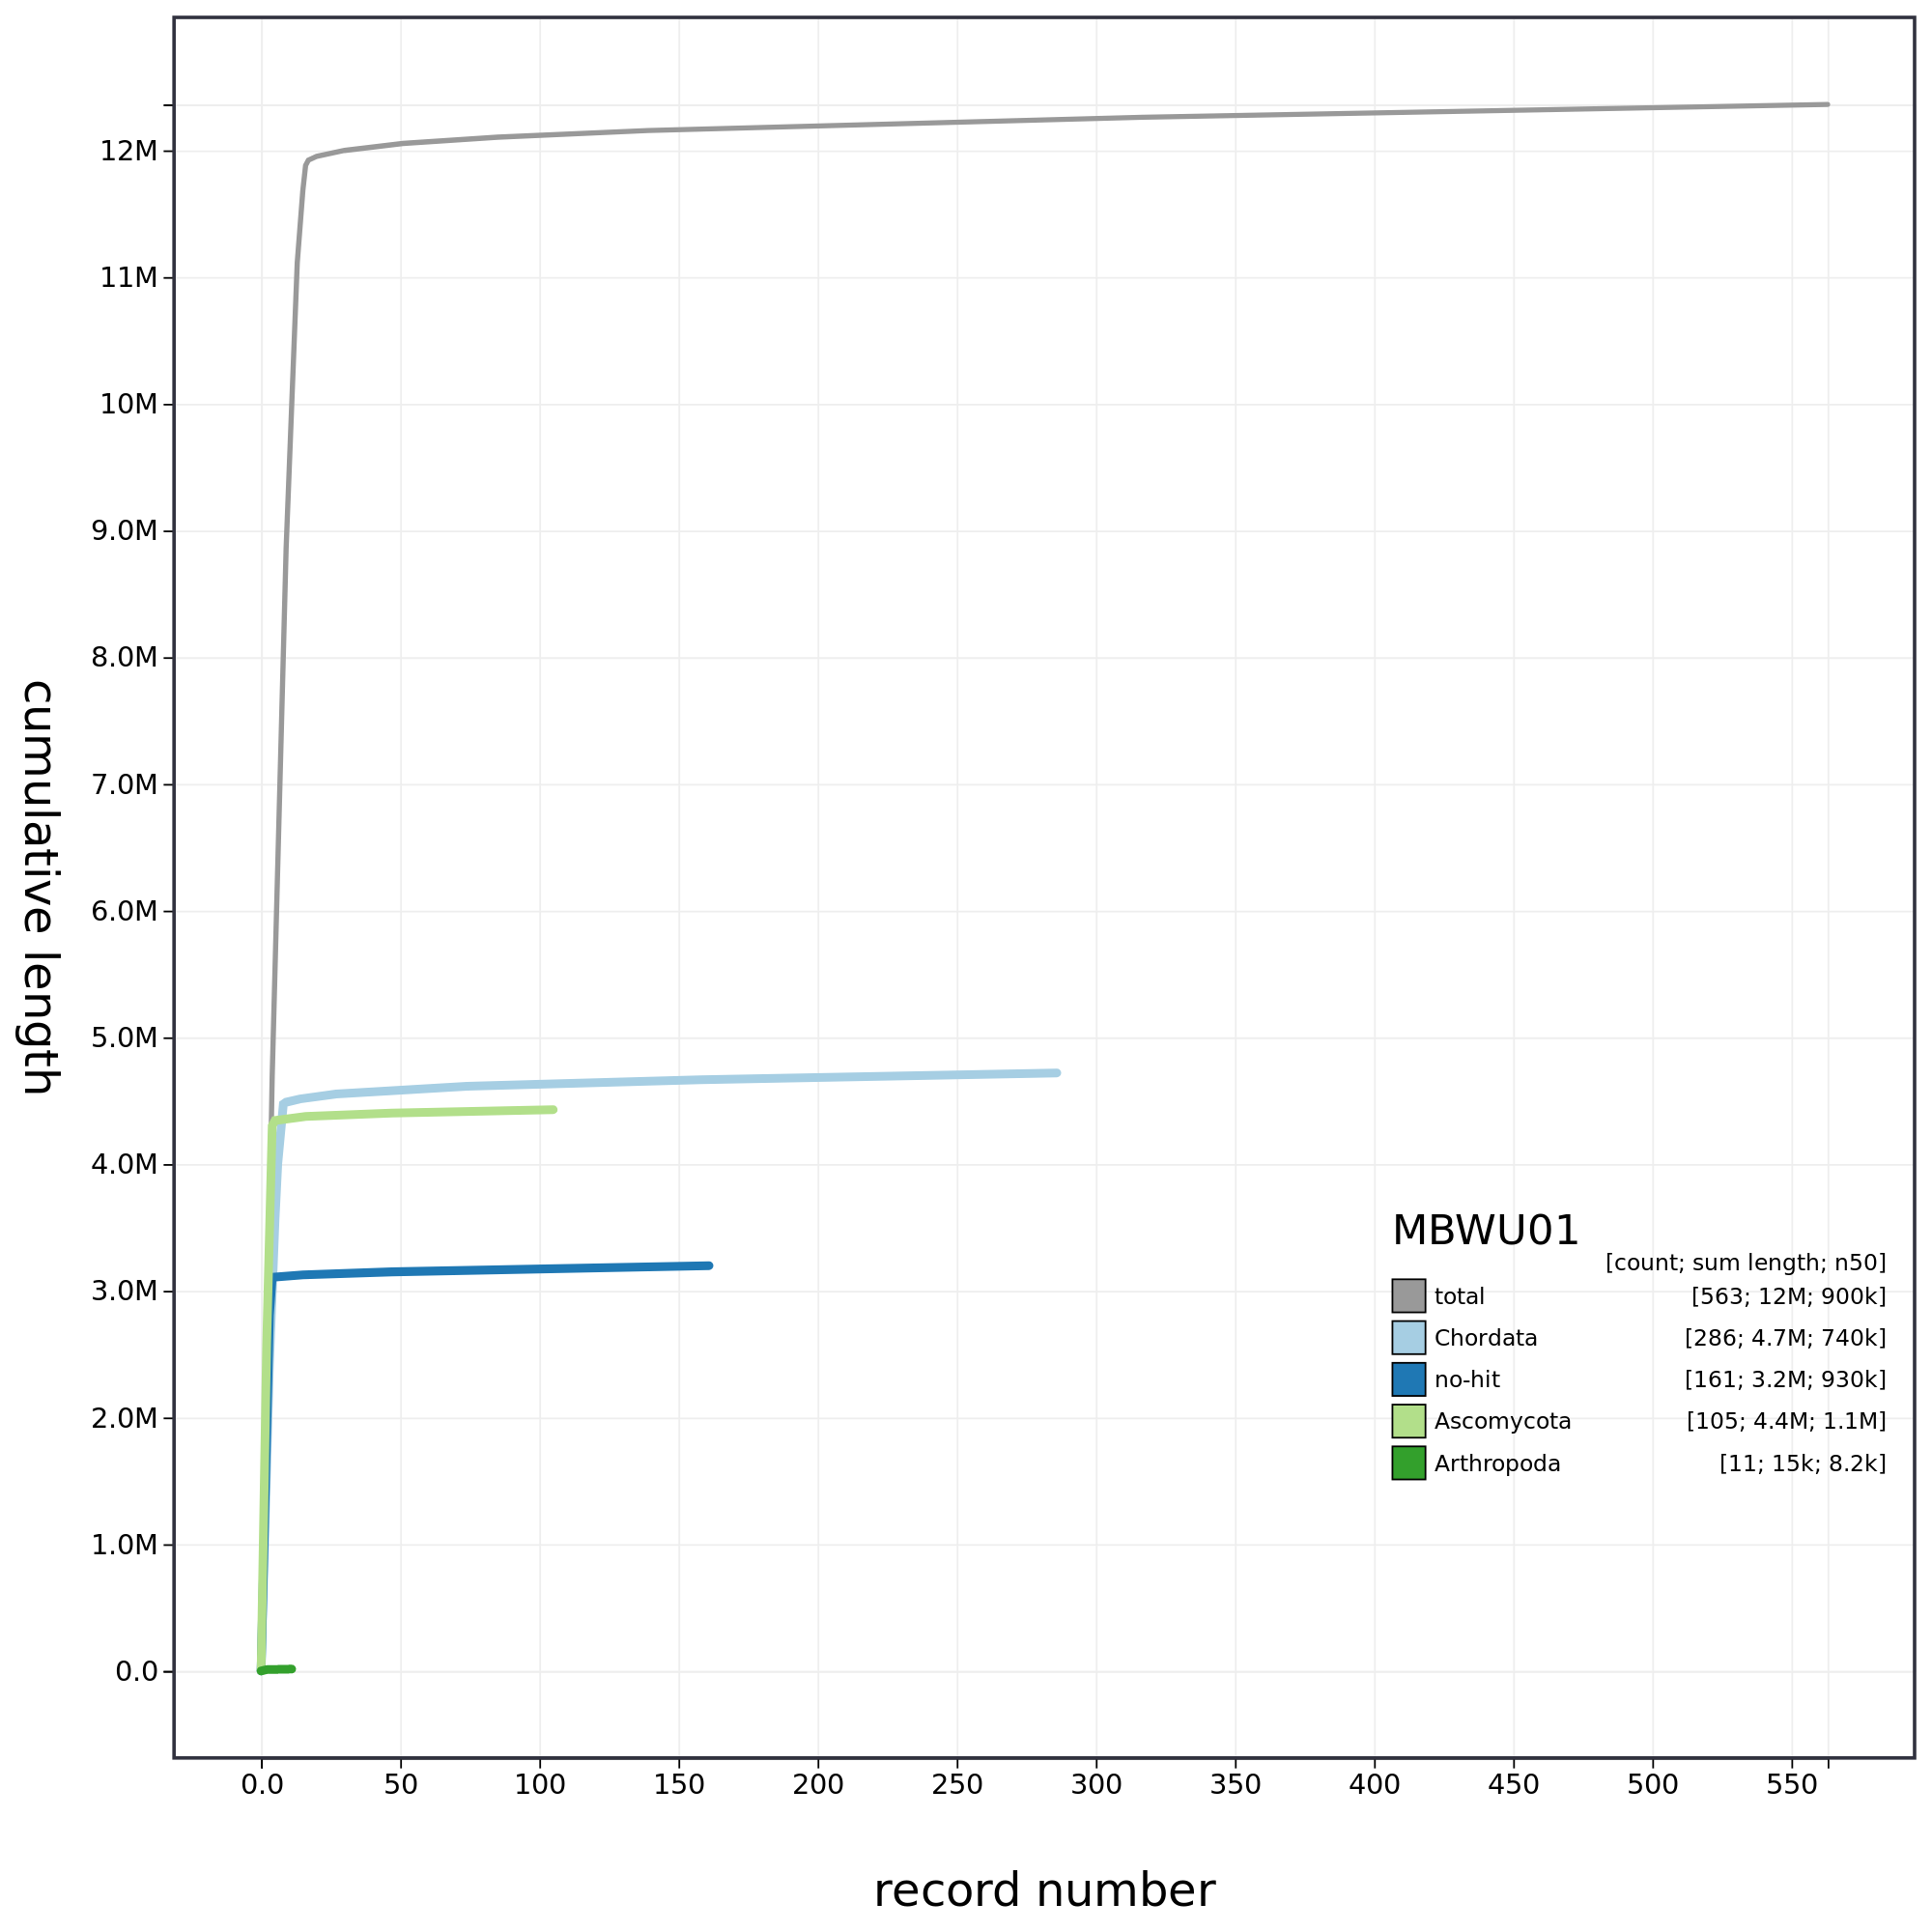 12M
11M
10M
9.0M
8.0M
7.0M
6.0M
5.0M
4.0M
3.0M
2.0M
1.0M
0.0
cumulative length
MBWU01
[count; sum length; n50]
total [563; 12M; 900k]
Chordata [286; 4.7M; 740k]
no-hit [161; 3.2M; 930k]
Ascomycota [105; 4.4M; 1.1M]
Arthropoda [11; 15k; 8.2k]
0.0 50 100 150 200 250 300 350 400 450 500 550
record number